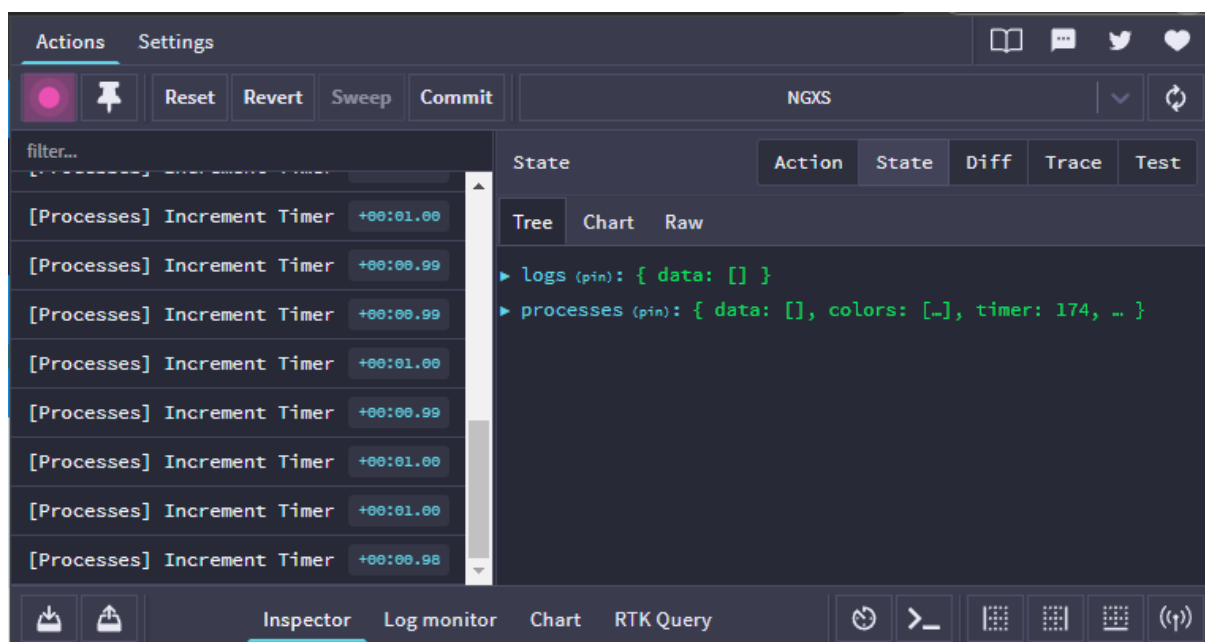 Actions Settings
Reset Revert Sweep Commit NGXS
filter...
[Processes] Increment Timer
State Action State Diff Trace Test
[Processes] Increment Timer +00:01.00
Tree Chart Raw
[Processes] Increment Timer +00:00.99
logs (pin): { data: [] }
[Processes] Increment Timer +00:00.99
processes (pin): { data: [], colors: […], timer: 174, … }
[Processes] Increment Timer +00:01.00
[Processes] Increment Timer +00:00.99
[Processes] Increment Timer +00:01.00
[Processes] Increment Timer +00:01.00
[Processes] Increment Timer +00:00.98
Inspector Log monitor Chart RTK Query